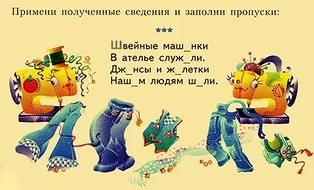 Примени полученные сведения и заполни пропуски:
***
Швейные маш_нки
В ателье служ_ли.
Дж_нсы и ж_летки
Наш_м людям ш_ли.